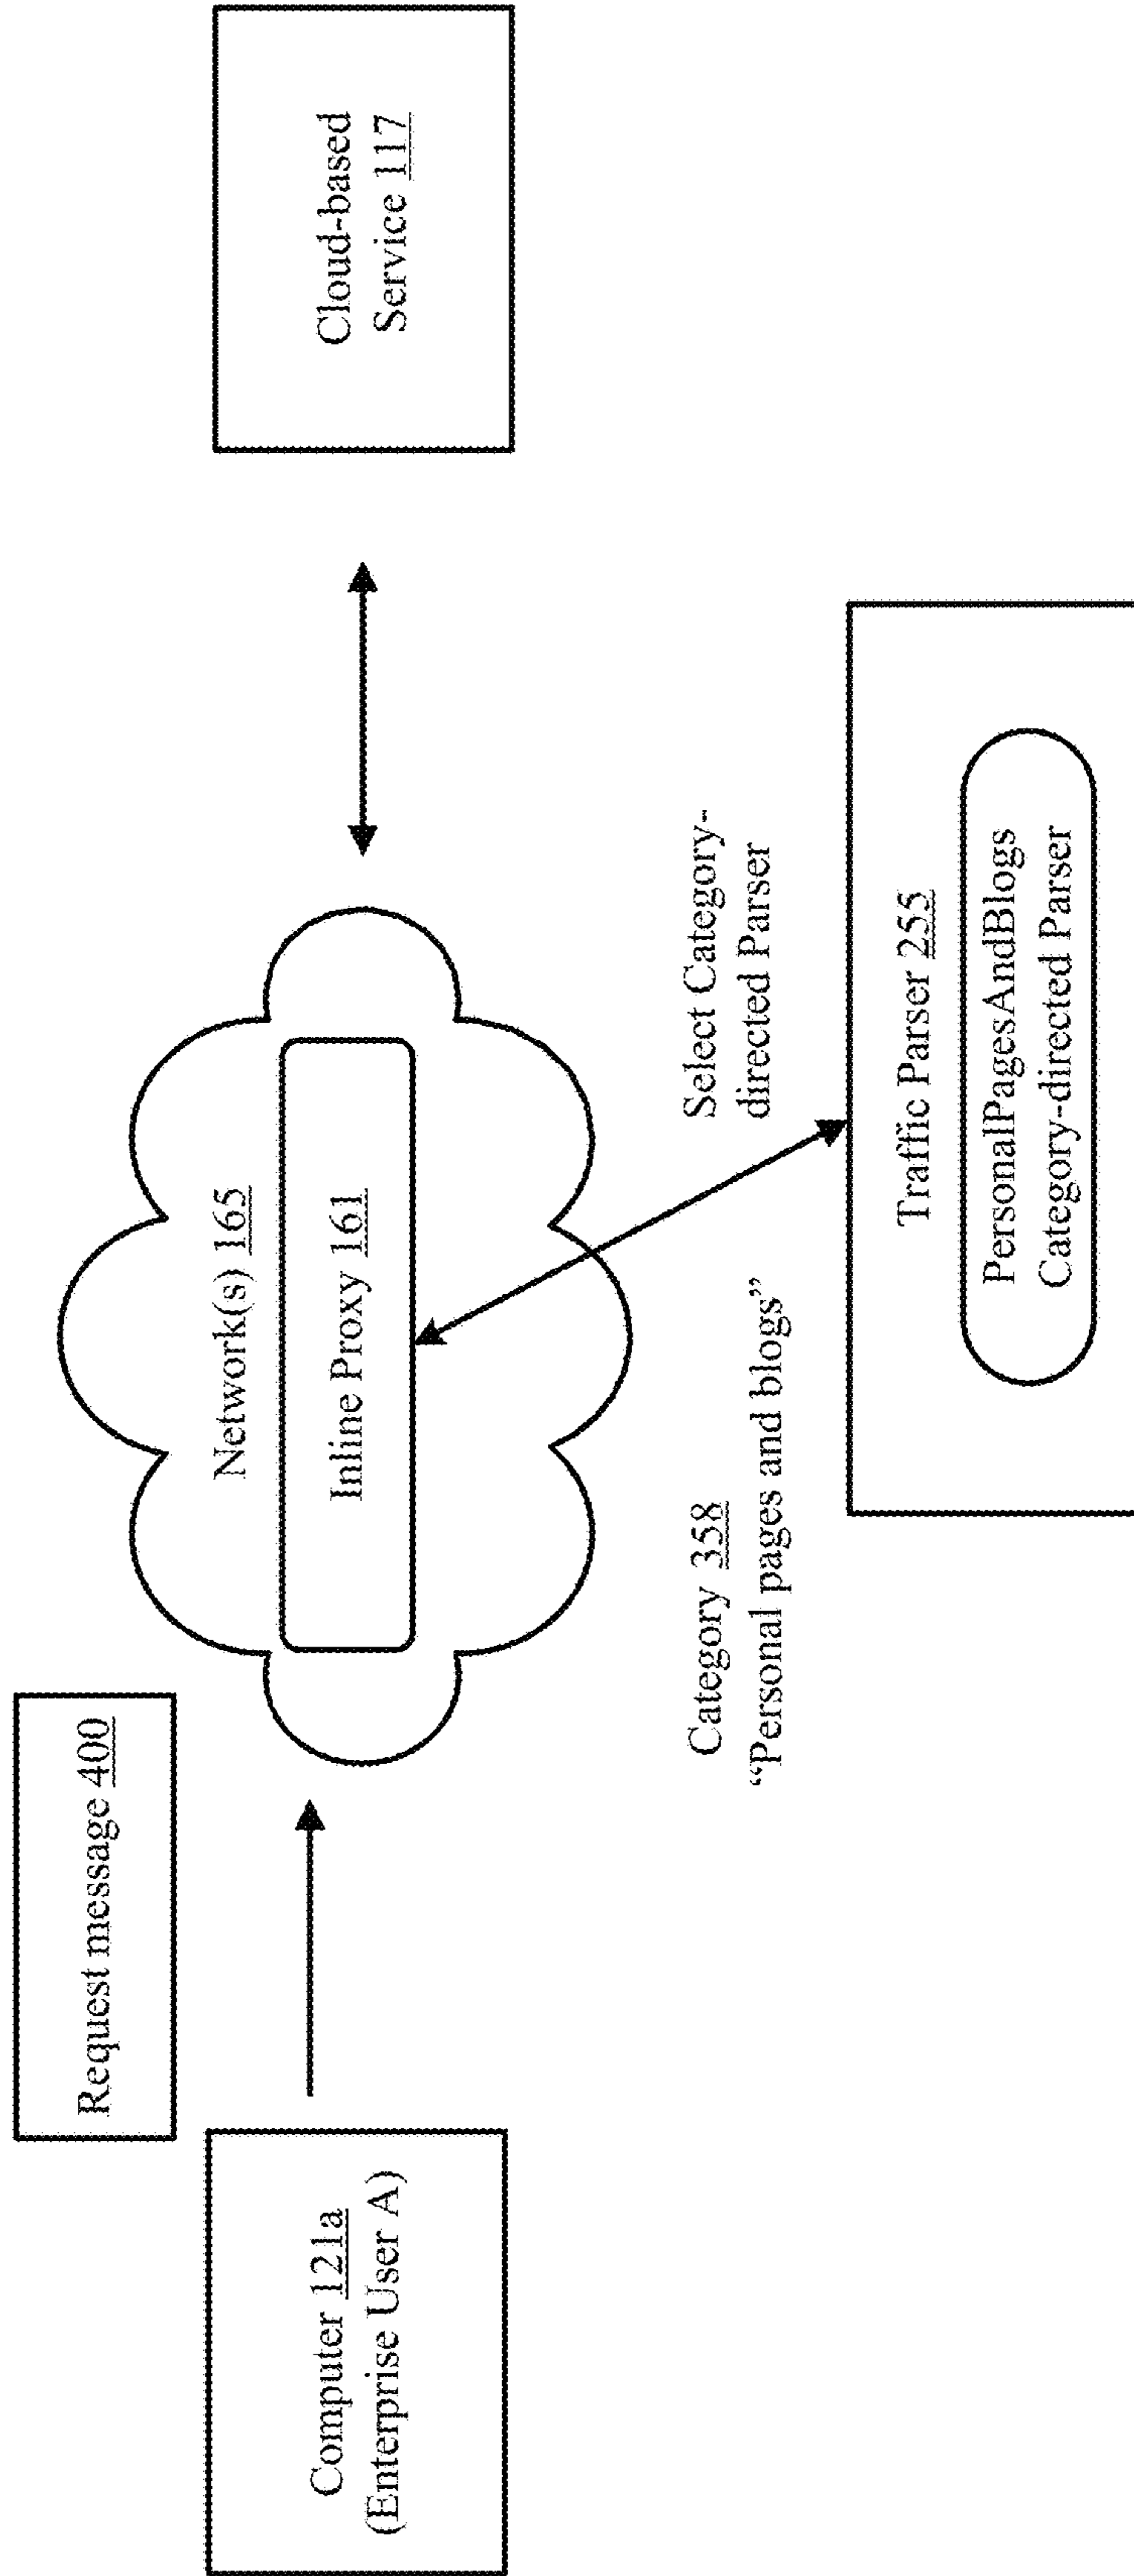 Request message 400
Computer 121a
(Enterprise User A)
Network(s) 165
Inline Proxy 161
Cloud-based
Service 117
Category 358
“Personal pages and blogs”
Select Category-
directed Parser
Traffic Parser 255
PersonalPagesAndBlogs
Category-directed Parser